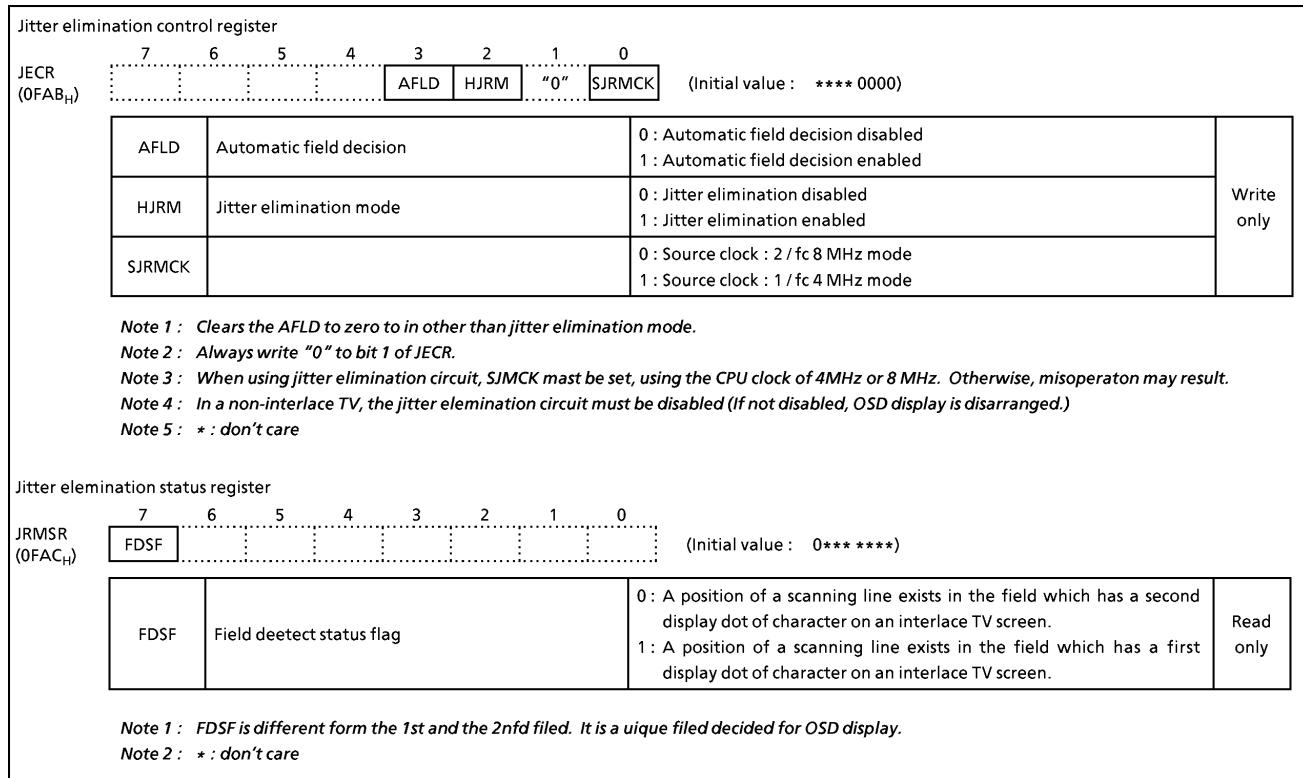 Jitter elimination control register
7 6 5 4 3 2 1 0
JECR
(0FABH)
AFLD HJRM "0" SJRMCK (Initial value : **** 0000)
AFLD Automatic field decision
0 : Automatic field decision disabled
1 : Automatic field decision enabled
HJRM Jitter elimination mode
0 : Jitter elimination disabled
1 : Jitter elimination enabled
SJRMCK
0 : Source clock : 2 / fc 8 MHz mode
1 : Source clock : 1 / fc 4 MHz mode
Write
only
Note 1 : Clears the AFLD to zero to in other than jitter elimination mode.
Note 2 : Always write "0" to bit 1 of JECR.
Note 3 : When using jitter elimination circuit, SJMCK mast be set, using the CPU clock of 4MHz or 8 MHz. Otherwise, misoperaton may result.
Note 4 : In a non-interlace TV, the jitter elemination circuit must be disabled (If not disabled, OSD display is disarranged.)
Note 5 : * : don't care
Jitter elemination status register
7 6 5 4 3 2 1 0
JRMSR
(0FACH)
FDSF (Initial value : 0*** ****)
FDSF Field deetect status flag
0 : A position of a scanning line exists in the field which has a second
display dot of character on an interlace TV screen.
1 : A position of a scanning line exists in the field which has a first
display dot of character on an interlace TV screen.
Read
only
Note 1 : FDSF is different form the 1st and the 2nfd filed. It is a uique filed decided for OSD display.
Note 2 : * : don't care